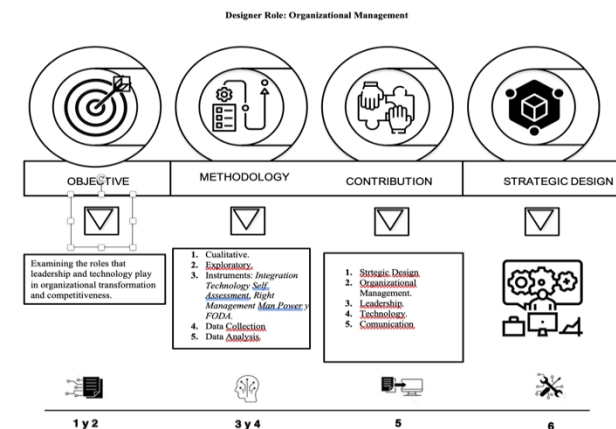 Designer Role: Organizational Management
OBJECTIVE
METHODOLOGY
CONTRIBUTION
STRATEGIC DESIGN
Examining the roles that
leadership and technology play
in organizational transformation
and competitiveness.
1. Cualitative.
2. Exploratory.
3. Instruments: Integration
Technology Self
Assessment, Right
Management Man Power y
FODA.
4. Data Collection
5. Data Analysis.
1. Strtegic Design
2. Organizational
Management.
3. Leadership.
4. Technology.
5. Comunication
1 y 2
3 y 4
5
6